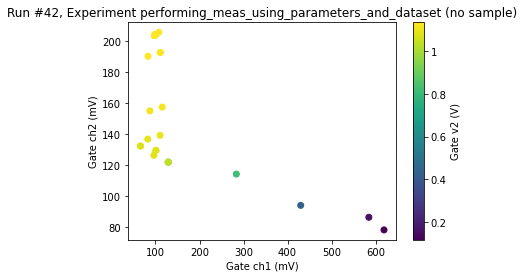 Run #42, Experiment performing_meas_using_parameters_and_dataset (no sample)
200
180
160
140
120
100
80
Gate ch2 (mV)
100 200 300 400 500 600
Gate ch1 (mV)
1
0.8
0.6
0.4
0.2
Gate v2 (V)